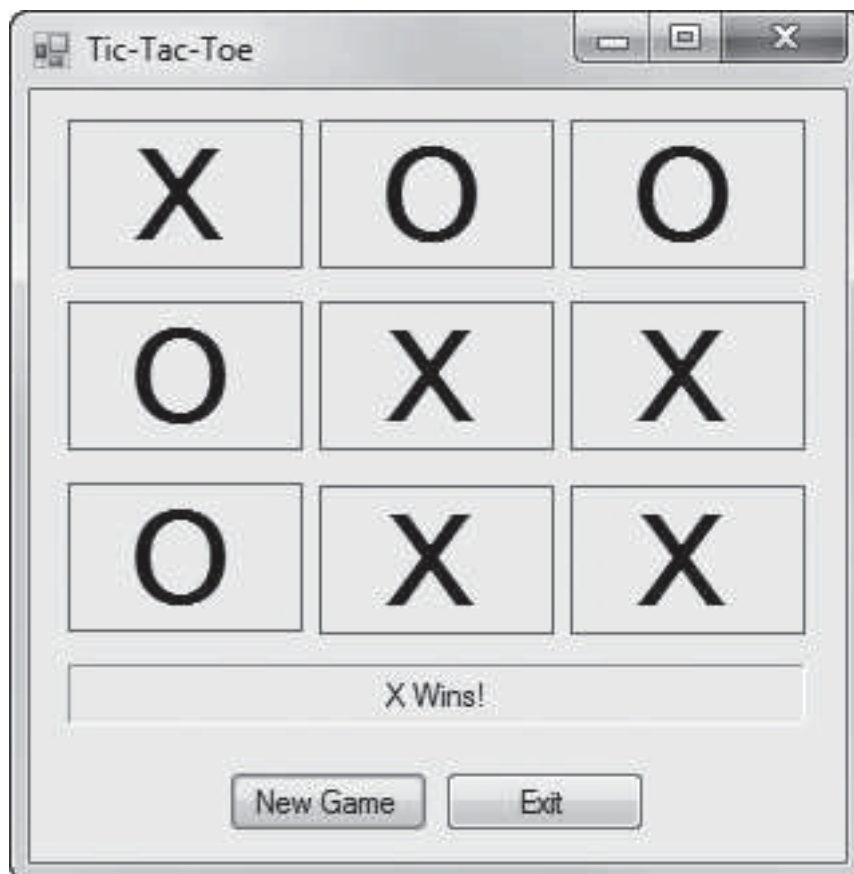 Tic-Tac-Toe
X O O
O X X
O X X
X Wins!
New Game Exit